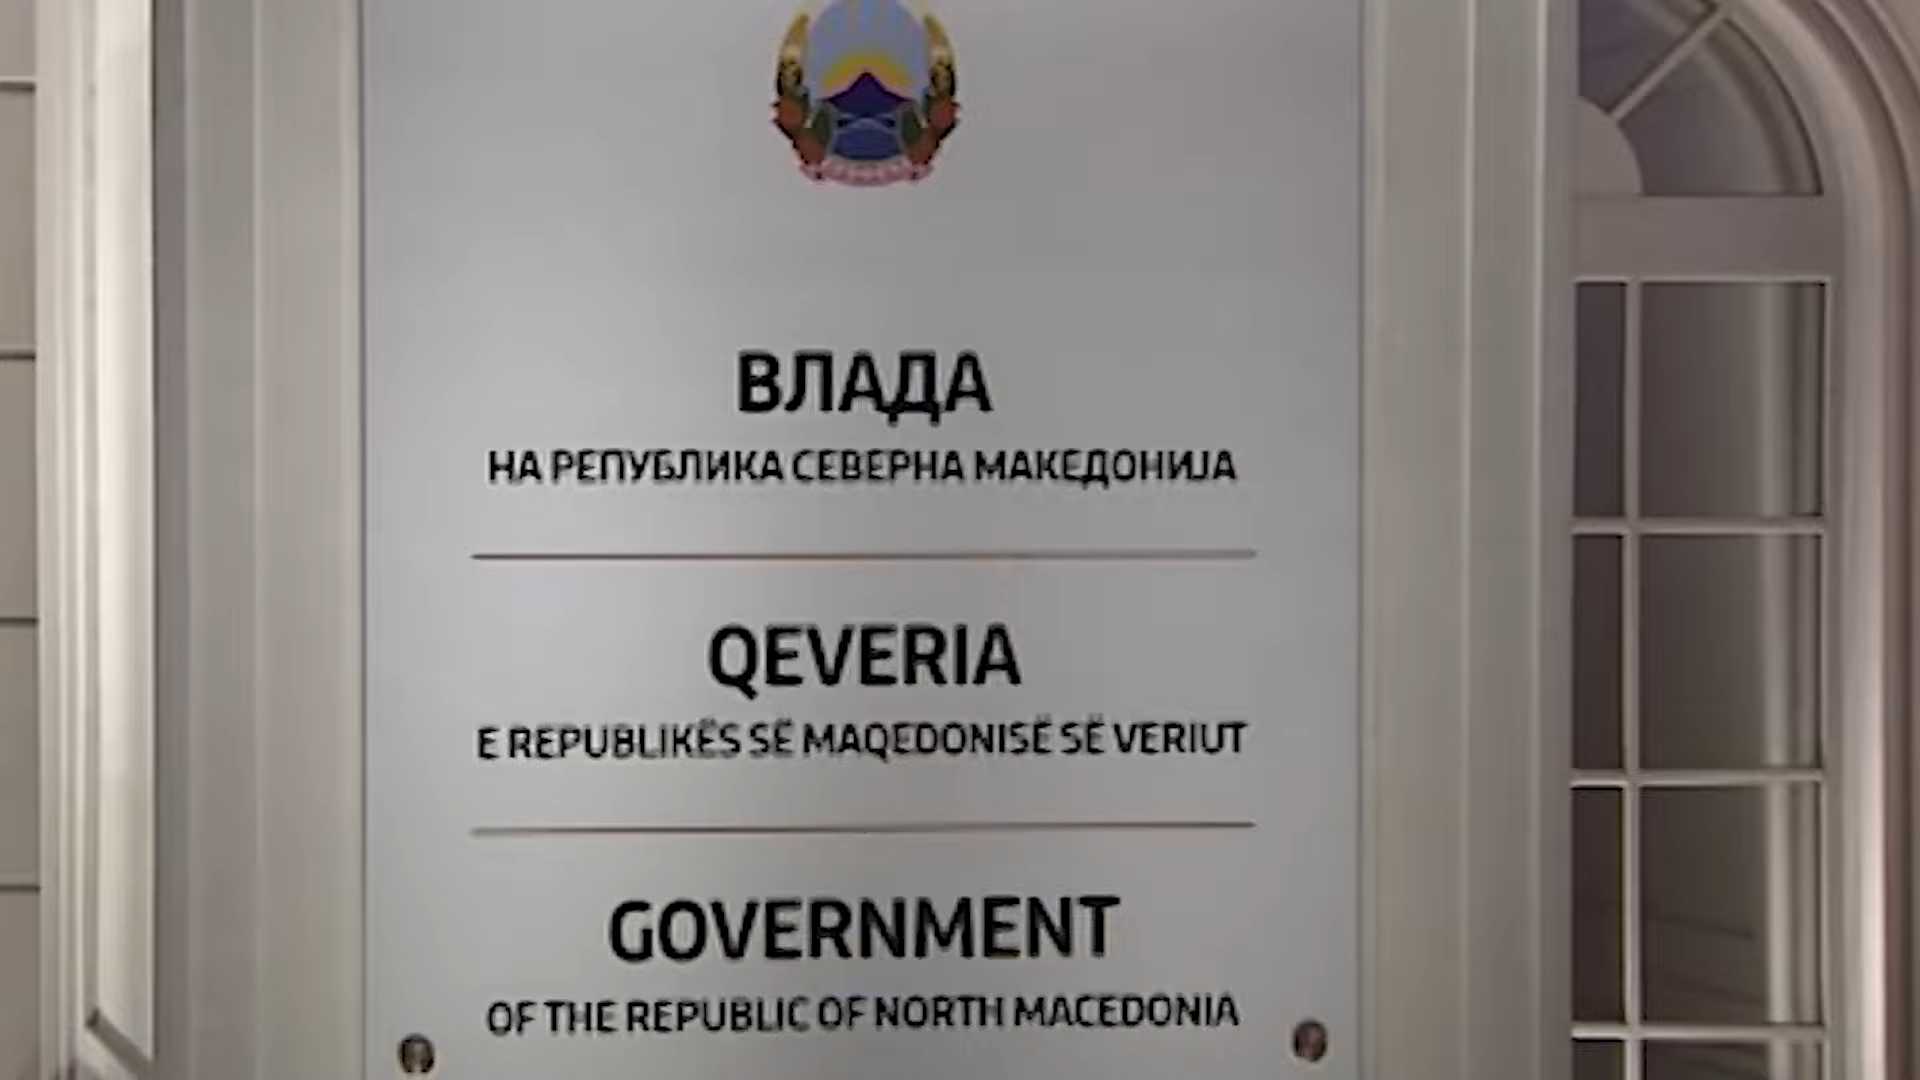 ВЛАДА
НА РЕПУБЛИКА СЕВЕРНА МАКЕДОНИЈА
QEVERIA
E REPUBLIKËS SË MAQEDONISË SË VERIUT
GOVERNMENT
OF THE REPUBLIC OF NORTH MACEDONIA